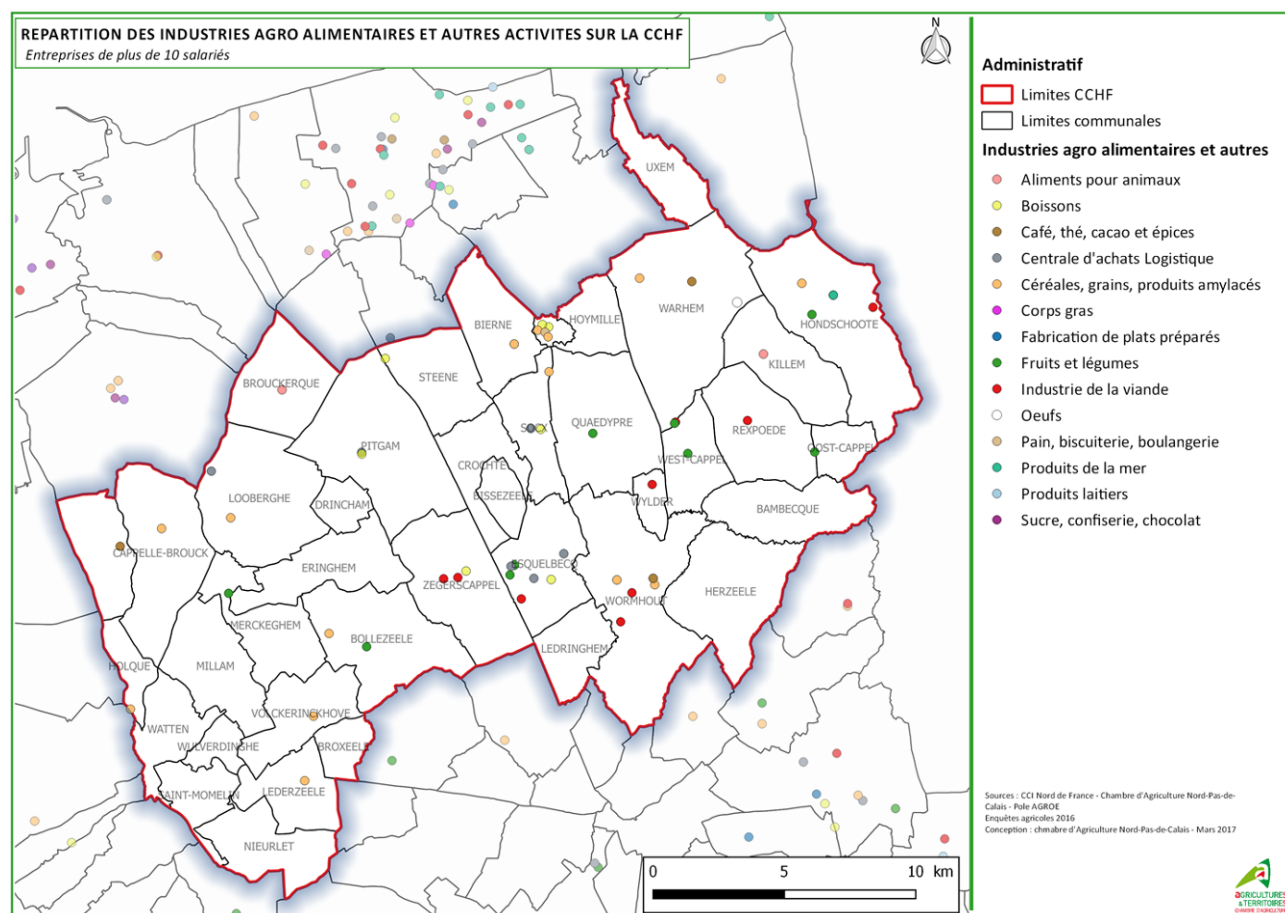 REPARTITION DES INDUSTRIES AGRO ALIMENTAIRES ET AUTRES ACTIVITES SUR LA CCHF
Entreprises de plus de 10 salariés
N
UXEM
WARHEM
HOYMILLE
BIERNE
HONDSCHOOTE
KILLEM
STEENE
BROUCKERQUE
QUAEDYPRE
REXPOEDE
PITGAM
OOST-CAPPEL
WEST-CAPPEL
CROCHTE
BISSEZEELE
LOOBERGHE
DRINCHAM
WYLDER
BAMBECQUE
CAPPELLE-BROUCK
ESQUELBECQ
ERINGHEM
ZEGERSCAPPEL
HERZEELE
WORMHOUT
MERCKEGHEM
BOLLEZEELE
LEDRINGHEM
HOLQUE
MILLAM
VOLCKERINCKHOVE
WATTEN
WULVERDINGHE
BROXEELE
SAINT-MOMELIN
LEDERZEELE
NIEURLET
0
5
10 km
Administratif
Limites CCHF
Limites communales
Industries agro alimentaires et autres
Aliments pour animaux
Boissons
Café, thé, cacao et épices
Centrale d'achats Logistique
Céréales, grains, produits amylacés
Corps gras
Fabrication de plats préparés
Fruits et légumes
Industrie de la viande
Oeufs
Pain, biscuiterie, boulangerie
Produits de la mer
Produits laitiers
Sucre, confiserie, chocolat
Sources : CCI Nord de France - Chambre d'Agriculture Nord-Pas-de-
Calais - Pole AGROE
Enquêtes agricoles 2016
Conception : chmabre d'Agriculture Nord-Pas-de-Calais - Mars 2017
AGRICULTURES
& TERRITOIRES
CHAMBRE D'AGRICULTURE